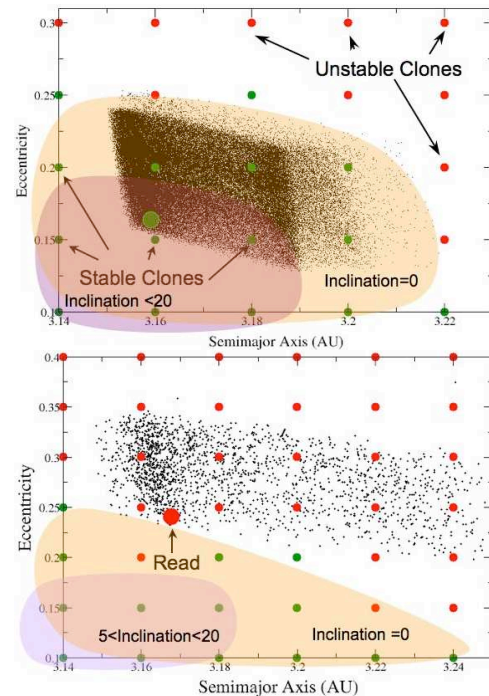 0.3
Unstable Clones
0.25
Eccentricity
0.2
0.15
Stable Clones
Inclination=0
Inclination <20
0.1
3.14 3.16 3.18 3.2 3.22
Semimajor Axis (AU)
0.4
0.35
0.3
Eccentricity
0.25
0.2
Read
0.15
5<Inclination<20 Inclination =0
0.1
3.14 3.16 3.18 3.2 3.22 3.24
Semimajor Axis (AU)